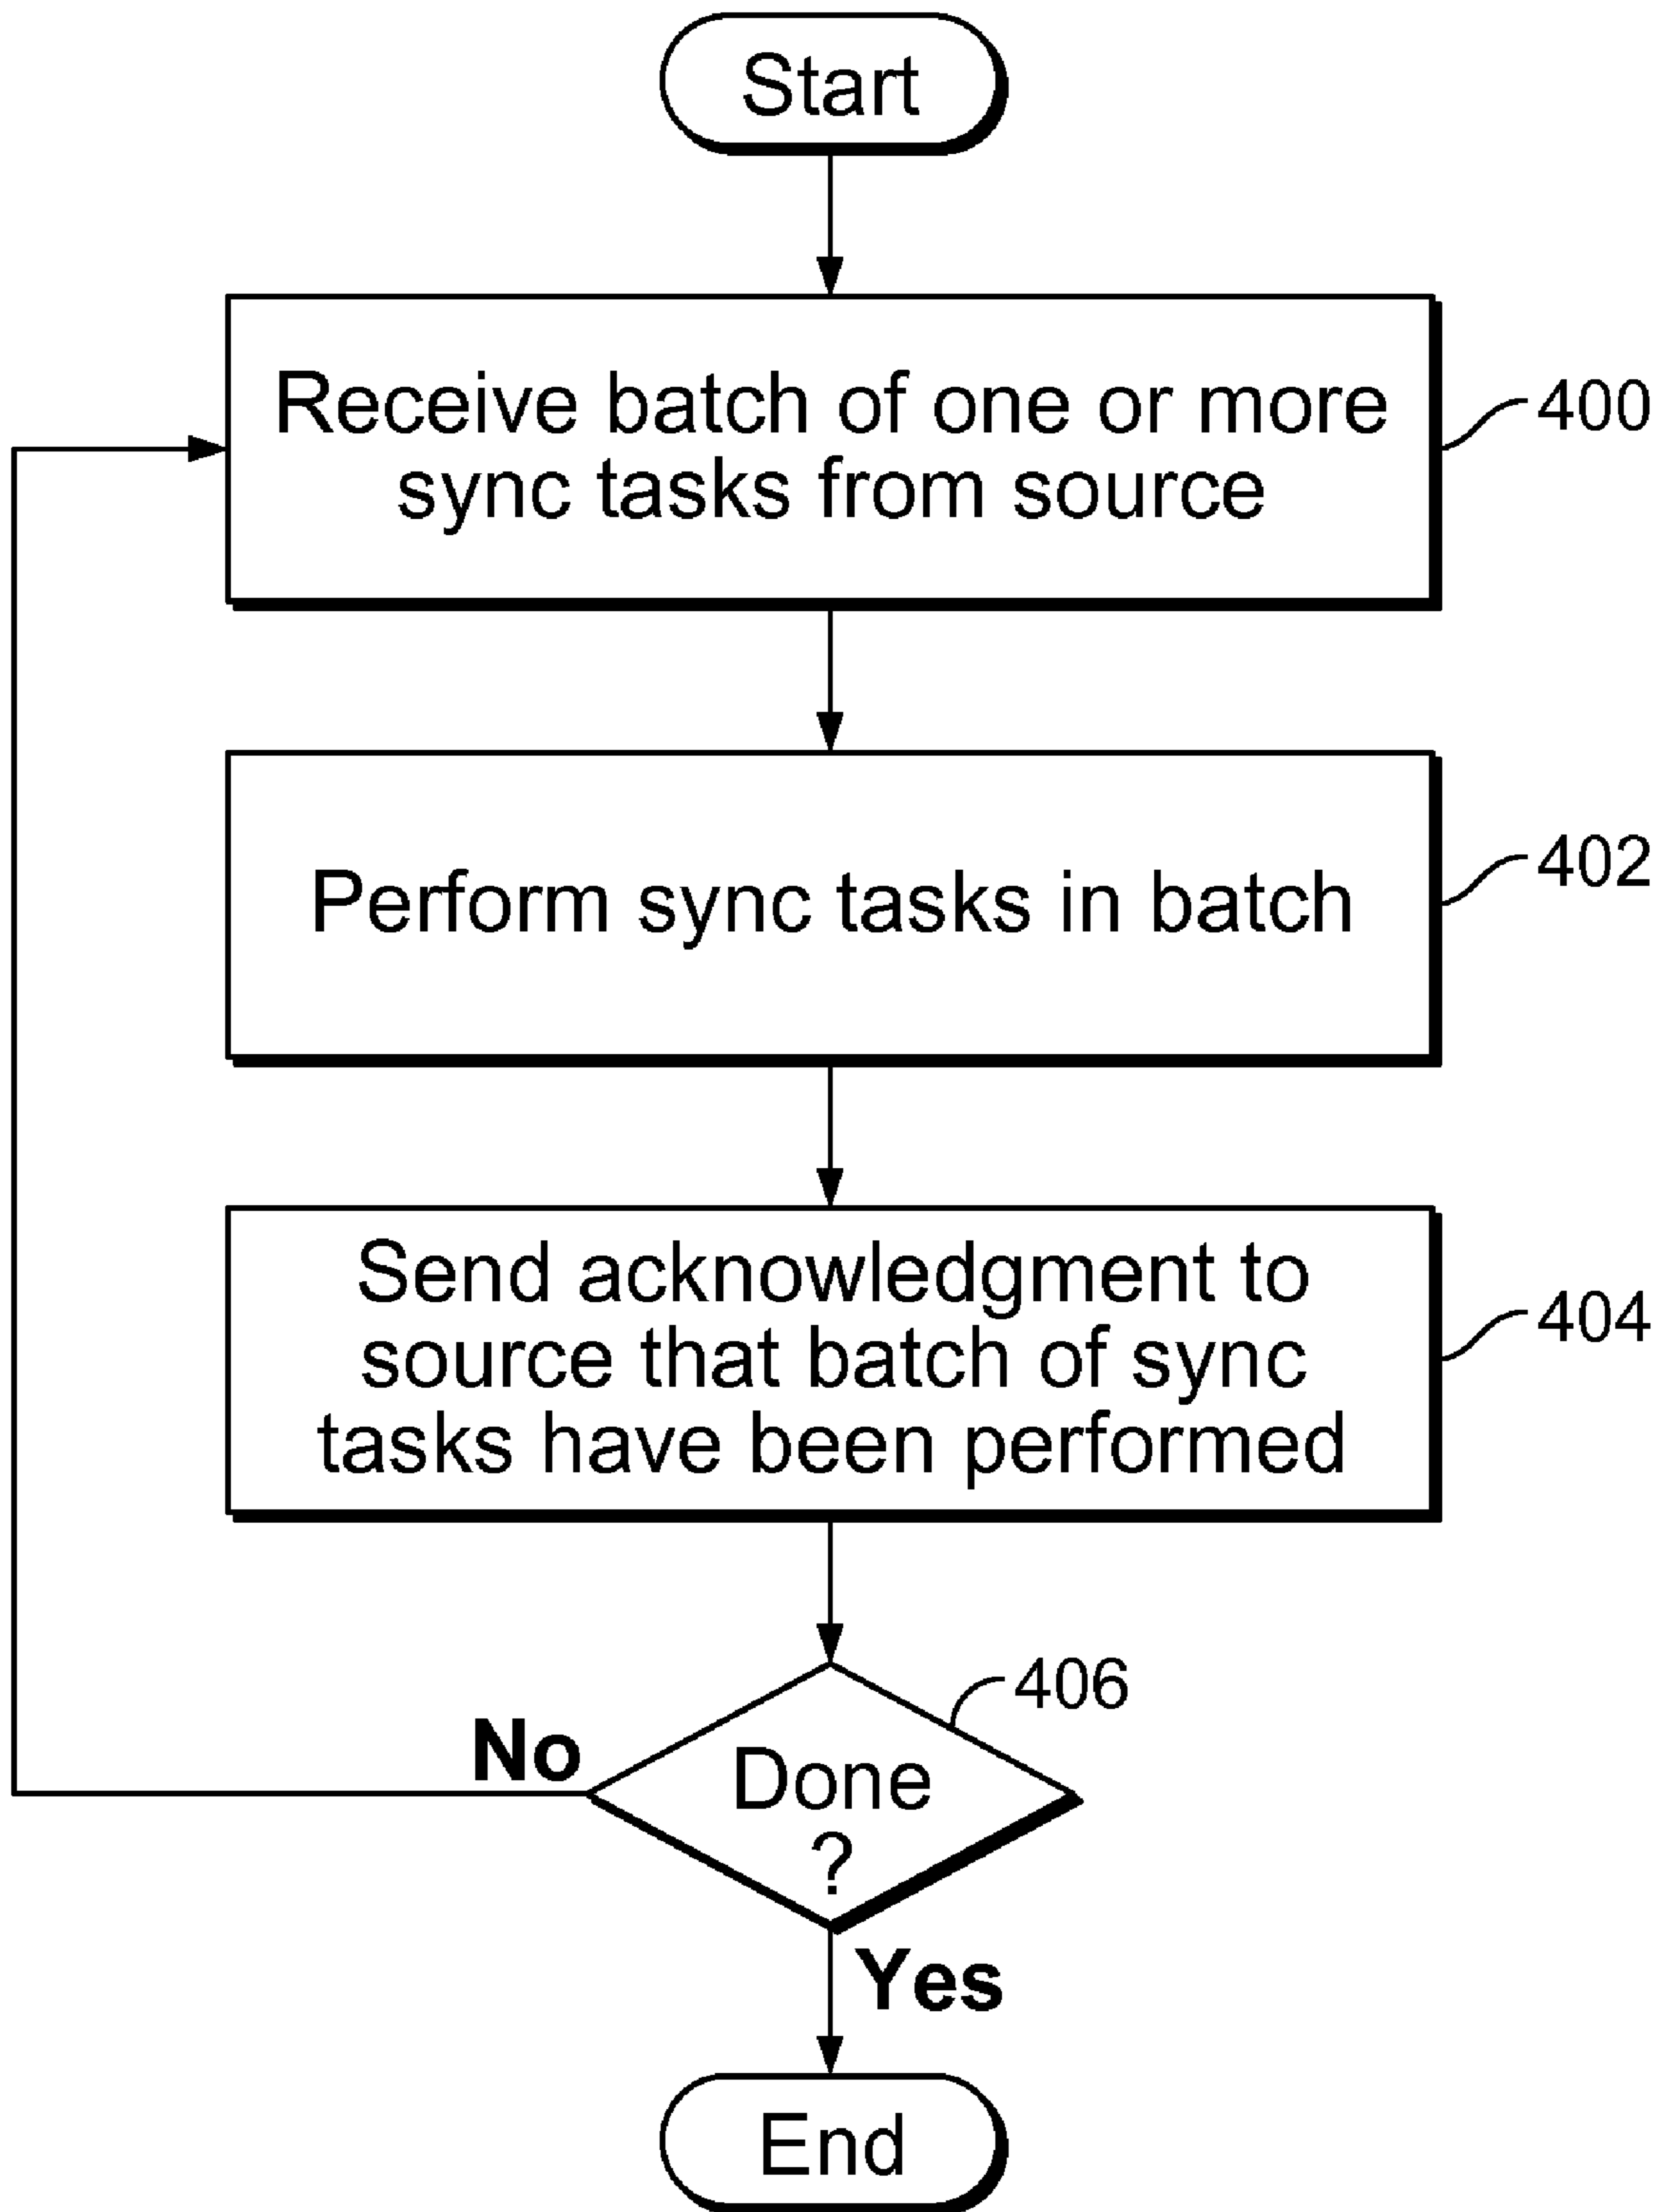 Start
Receive batch of one or more
sync tasks from source
400
Perform sync tasks in batch
402
Send acknowledgment to
source that batch of sync
tasks have been performed
404
406
No
Done
?
Yes
End